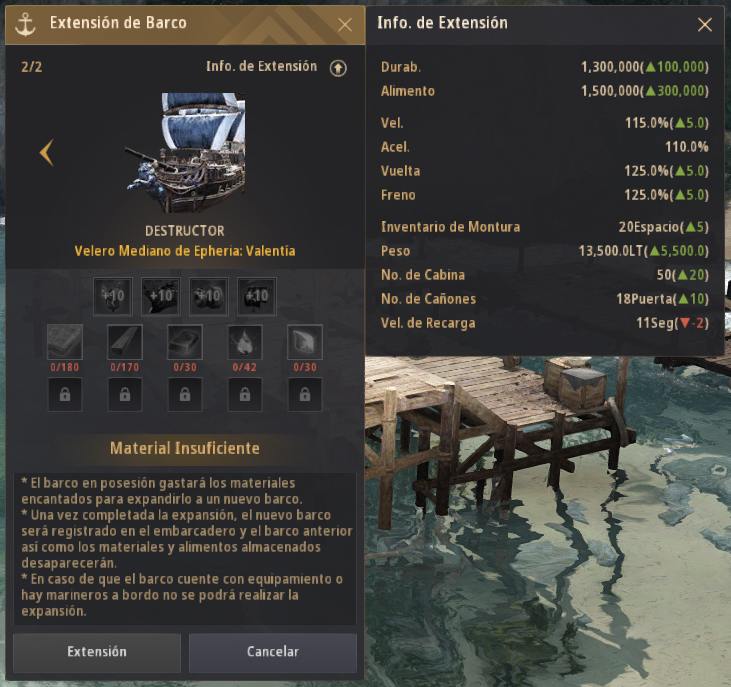 Extensión de Barco
2/2
Info. de Extensión
DESTRUCTOR
Velero Mediano de Epheria: Valentía
+10 +10 +10 +10
0/180 0/170 0/30 0/42 0/30
Material Insuficiente
* El barco en posesión gastará los materiales
encantados para expandirlo a un nuevo barco.
* Una vez completada la expansión, el nuevo barco
será registrado en el embarcadero y el barco anterior
así como los materiales y alimentos almacenados
desaparecerán.
* En caso de que el barco cuente con equipamiento o
hay marineros a bordo no se podrá realizar la
expansión.
Extensión
Cancelar
Info. de Extensión
Durab. 1,300,000(▲100,000)
Alimento 1,500,000(▲300,000)
Vel. 115.0%(▲5.0)
Acel. 110.0%
Vuelta 125.0%(▲5.0)
Freno 125.0%(▲5.0)
Inventario de Montura 20Espacio(▲5)
Peso 13,500.0LT(▲5,500.0)
No. de Cabina 50(▲20)
No. de Cañones 18Puerta(▲10)
Vel. de Recarga 11Seg(▼-2)